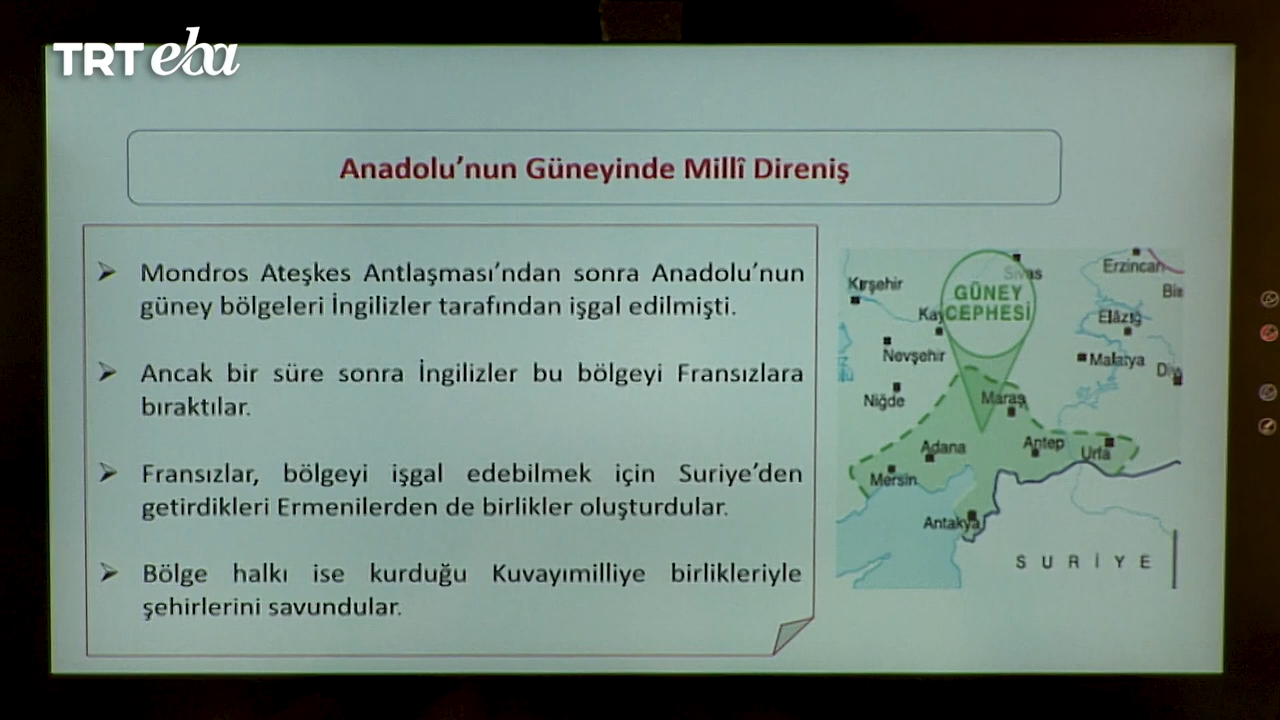 TRT eba
Anadolu’nun Güneyinde Millî Direniş
➢ Mondros Ateşkes Antlaşması’ndan sonra Anadolu’nun
güney bölgeleri İngilizler tarafından işgal edilmişti.
➢ Ancak bir süre sonra İngilizler bu bölgeyi Fransızlara
bıraktılar.
➢ Fransızlar, bölgeyi işgal edebilmek için Suriye’den
getirdikleri Ermenilerden de birlikler oluşturdular.
➢ Bölge halkı ise kurduğu Kuvayımilliye birlikleriyle
şehirlerini savundular.
Sivas
Erzincan
Kırşehir
GÜNEY
CEPHESİ
Kay
Elâzığ
Nevşehir
Malatya
Niğde
Maraş
Adana
Antep
Urfa
Mersin
Antakya
SURİYE